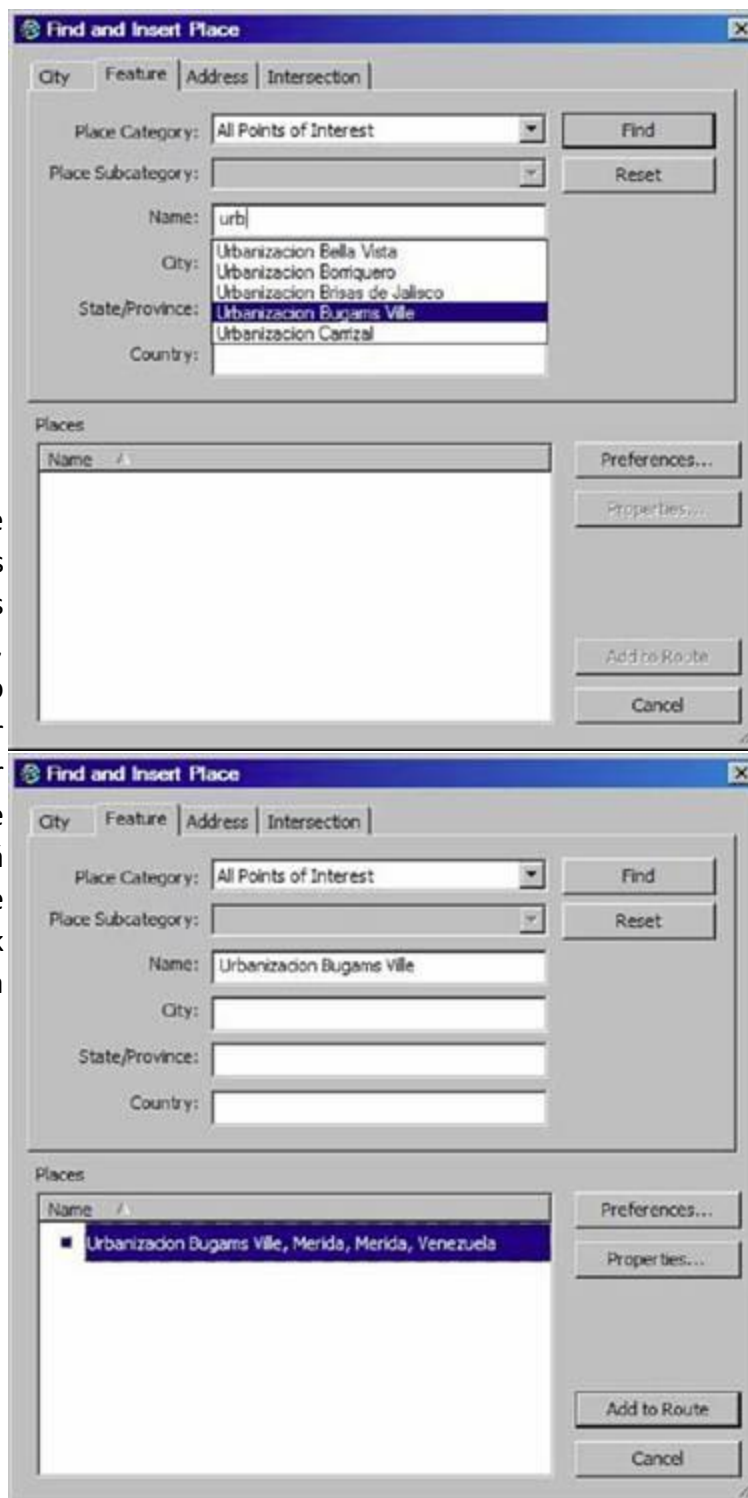 Find and Insert Place
City Feature Address Intersection
Place Category: All Points of Interest Find
Place Subcategory: Reset
Name: urb
City:
Urbanizacion Bella Vista
Urbanizacion Borriquero
Urbanizacion Brisas de Jalisco
State/Province: Urbanizacion Bugams Ville
Urbanizacion Carrizal
Country:
Places
Name Preferences...
Properties...
Add to Route
Cancel
Find and Insert Place
City Feature Address Intersection
Place Category: All Points of Interest Find
Place Subcategory: Reset
Name: Urbanizacion Bugams Ville
City:
State/Province:
Country:
Places
Name Preferences...
Urbanizacion Bugams Ville, Merida, Merida, Venezuela
Properties...
Add to Route
Cancel